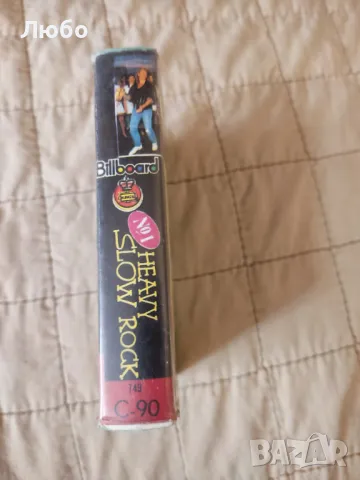 Любо
Billboard
No1
HEAVY
SLOW ROCK
149
C-90
BAZAR